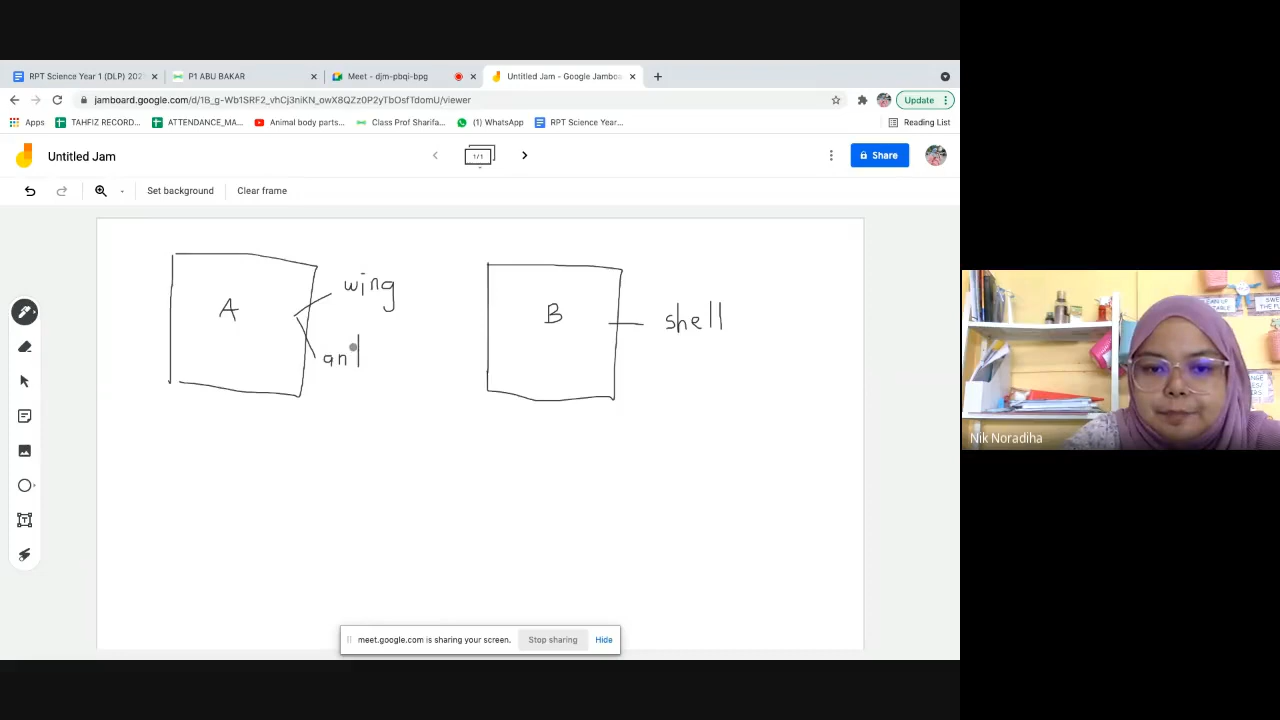 RPT Science Year 1 (DLP) 202
P1 ABU BAKAR
Meet - djm-pbqi-bpg
Untitled Jam - Google Jamboa
jamboard.google.com/d/1B_g-Wb1SRF2_vhCj3niKN_owX8QZz0P2yTbOsfTdomU/viewer
Update
Apps
TAHFIZ RECORD...
ATTENDANCE_MA...
Animal body parts...
Class Prof Sharifa...
(1) WhatsApp
RPT Science Year...
Reading List
Untitled Jam
1/1
Share
Set background
Clear frame
A
wing
B
shell
Nik Noradiha
meet.google.com is sharing your screen.
Stop sharing
Hide